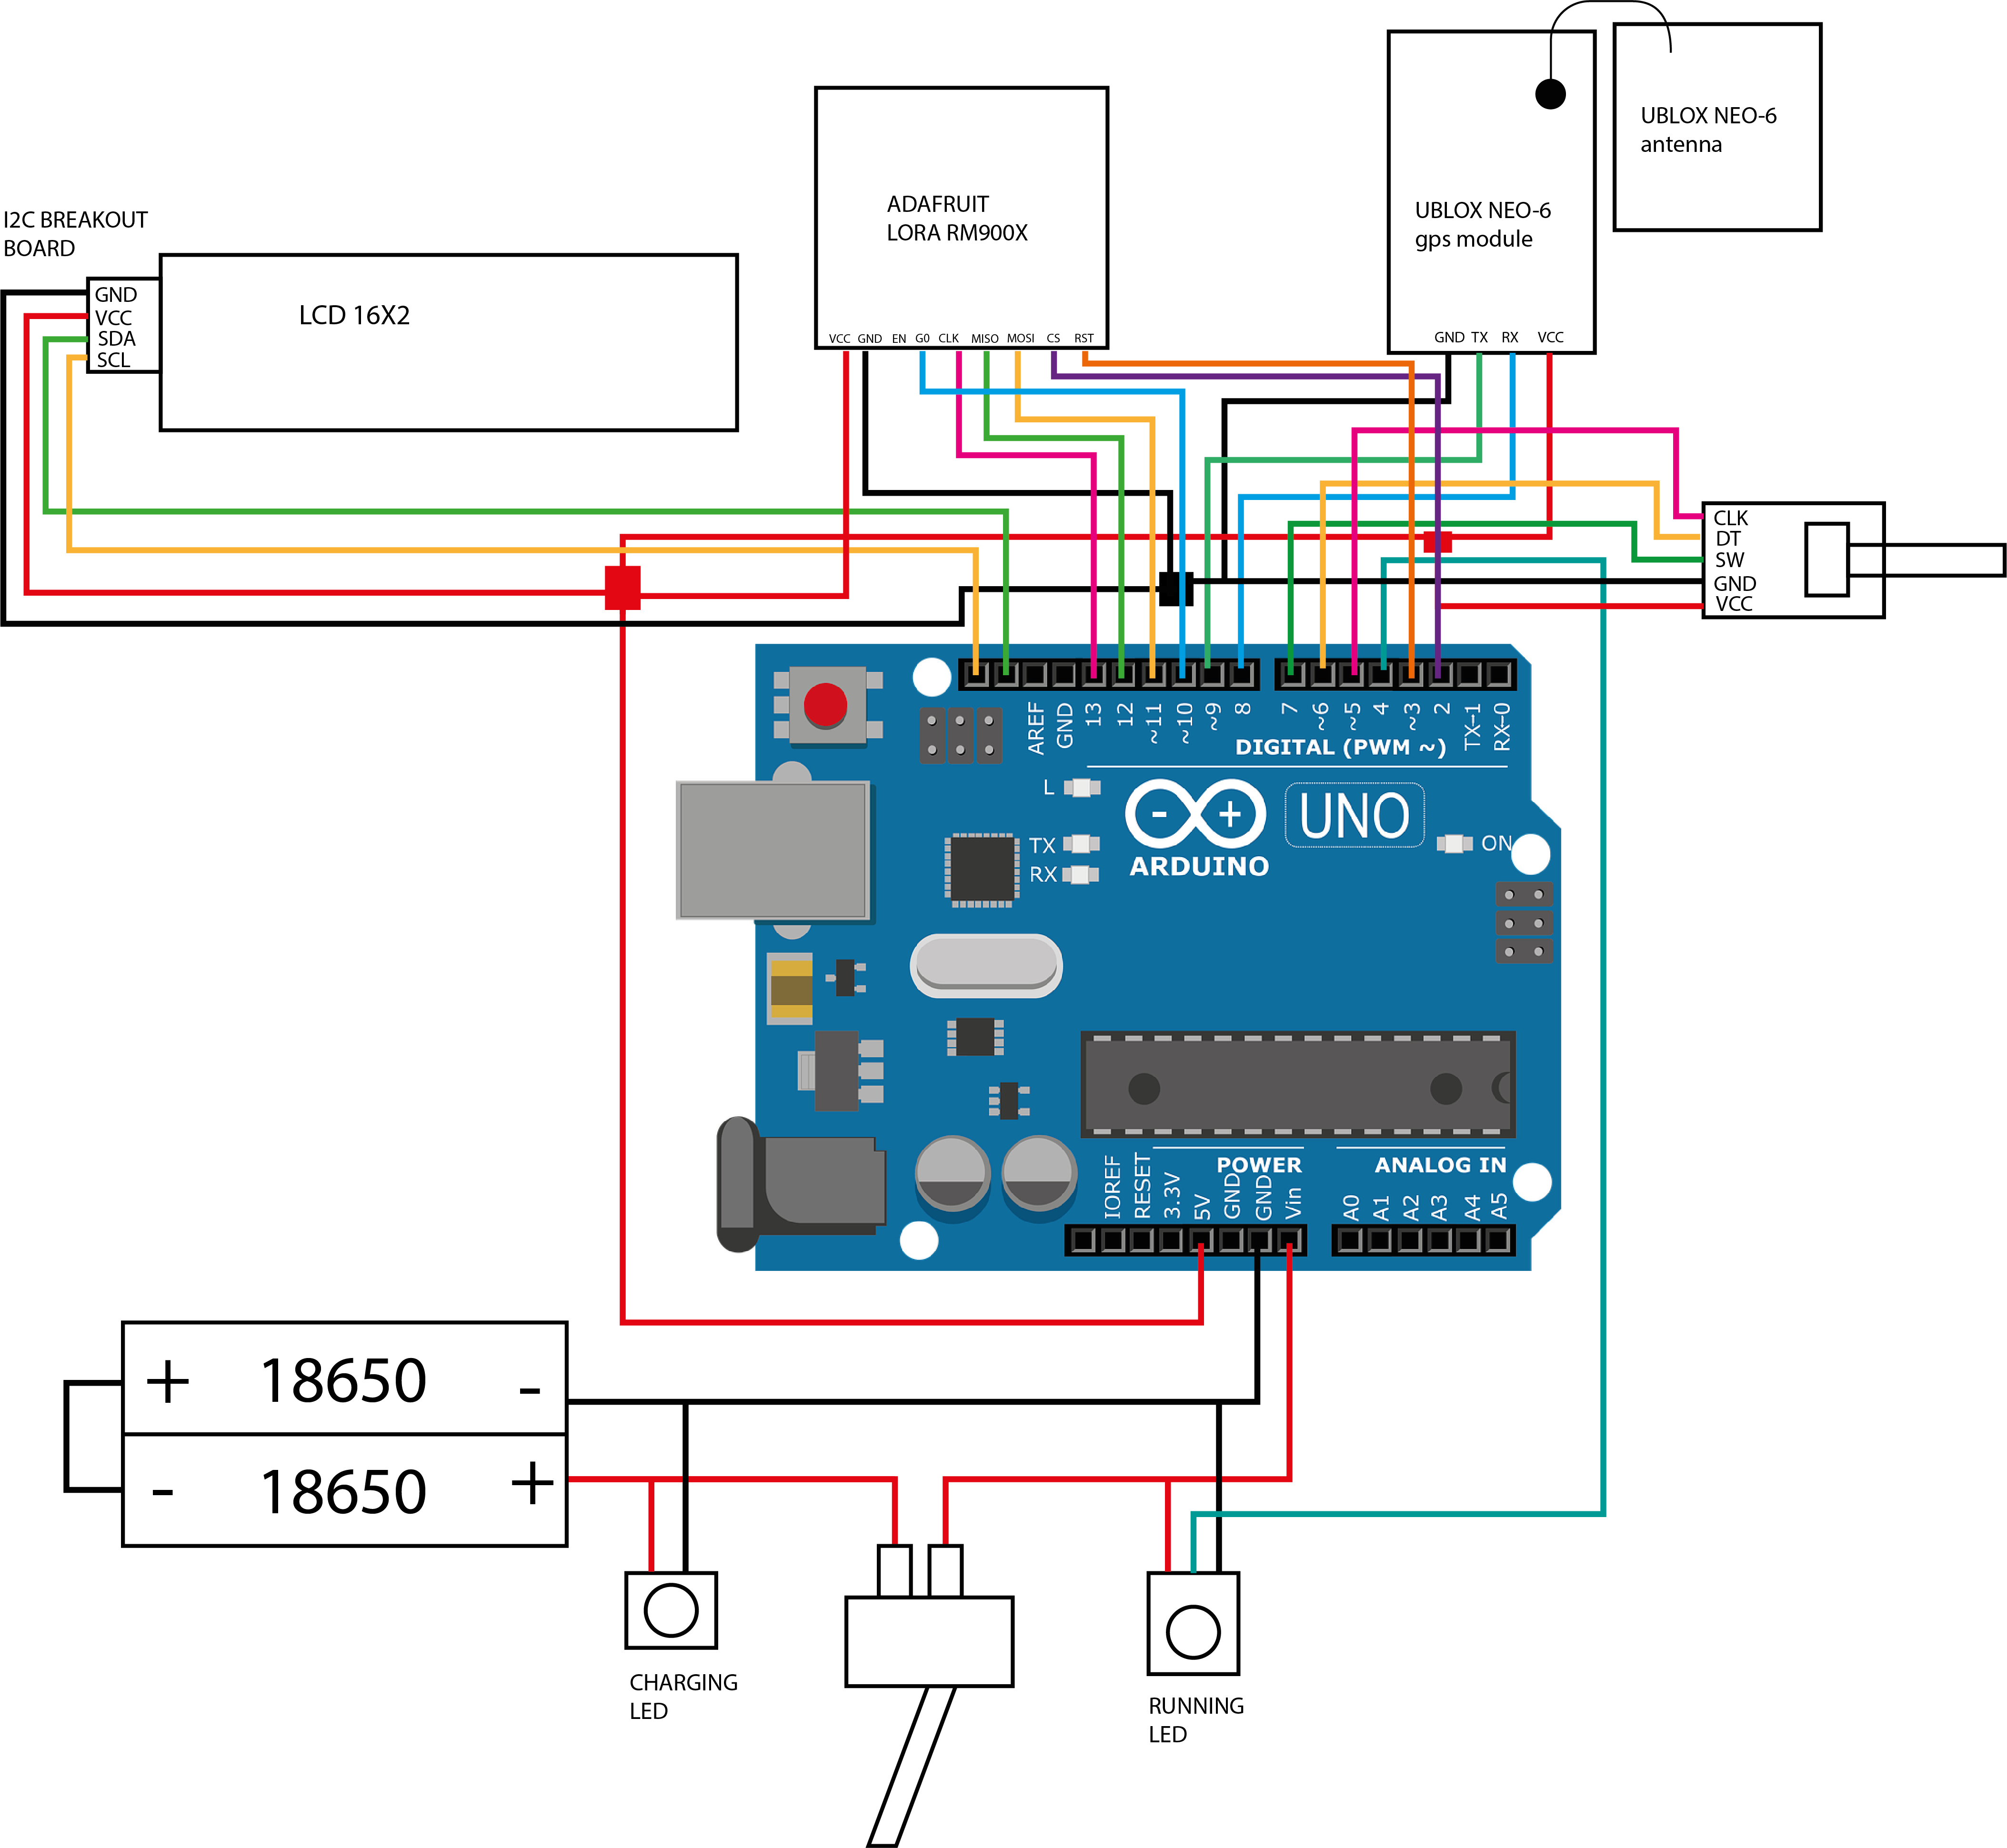 UBLOX NEO-6
antenna
ADAFRUIT
LORA RM900X
UBLOX NEO-6
gps module
I2C BREAKOUT
BOARD
GND
VCC
SDA
SCL
LCD 16X2
VCC GND EN G0 CLK MISO MOSI CS RST
GND TX RX VCC
CLK
DT
SW
GND
VCC
AREF
GND
13
12
~11
~10
~9
8
7
~6
~5
4
~3
2
TX-1
RX-0
DIGITAL (PWM ~)
L
TX
RX
- +
ARDUINO
UNO
ON
POWER
ANALOG IN
IOREF
RESET
3.3V
5V
GND
GND
Vin
A0
A1
A2
A3
A4
A5
+ 18650 -
- 18650 +
CHARGING
LED
RUNNING
LED